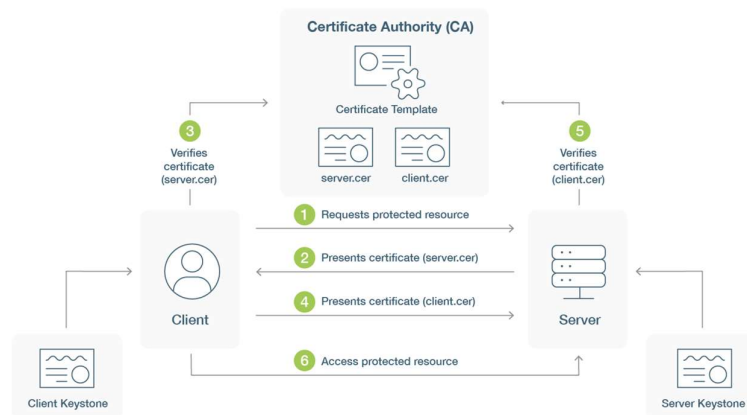 Certificate Authority (CA)
Certificate Template
server.cer
client.cer
3
Verifies
certificate
(server.cer)
5
Verifies
certificate
(client.cer)
1 Requests protected resource
2 Presents certificate (server.cer)
4 Presents certificate (client.cer)
6 Access protected resource
Client
Server
Client Keystone
Server Keystone